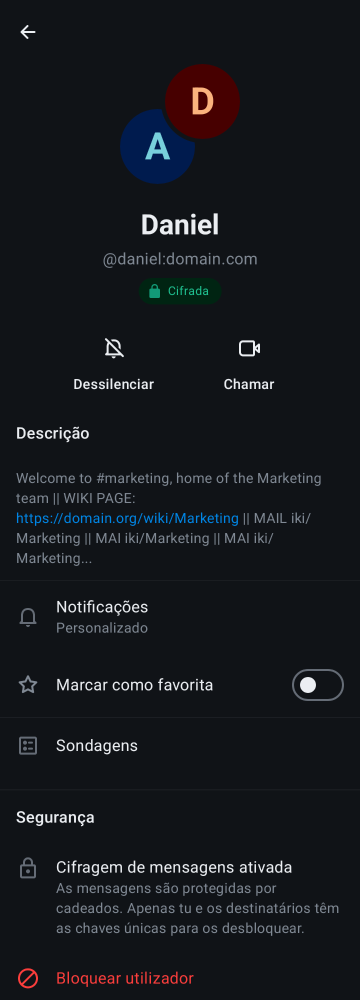 D
A
Daniel
@daniel:domain.com
Cifrada
Dessilenciar
Chamar
Descrição
Welcome to #marketing, home of the Marketing
team || WIKI PAGE:
https://domain.org/wiki/Marketing || MAIL iki/
Marketing || MAI iki/Marketing || MAI iki/
Marketing...
Notificações
Personalizado
Marcar como favorita
Sondagens
Segurança
Cifragem de mensagens ativada
As mensagens são protegidas por
cadeados. Apenas tu e os destinatários têm
as chaves únicas para os desbloquear.
Bloquear utilizador